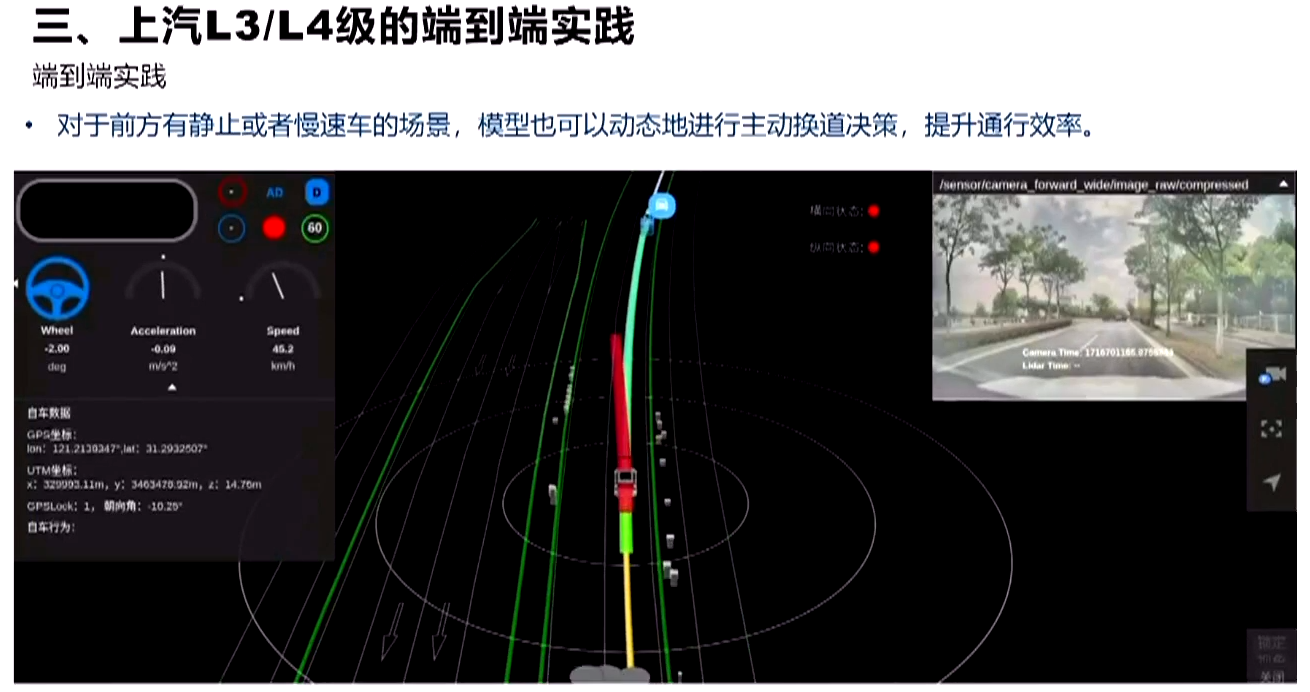 三、上汽L3/L4级的端到端实践
端到端实践
• 对于前方有静止或者慢速车的场景，模型也可以动态地进行主动换道决策，提升通行效率。
AD D
60
Wheel Acceleration Speed
-2.00 -0.09 45.2
deg m/s^2 km/h
自车数据
GPS坐标：
lon：121.2130347°,lat：31.2932507°
UTM坐标：
x：329993.11m，y：3463478.92m，z：14.76m
GPSLock：1， 朝向角：-10.25°
自车行为：
横向状态：
纵向状态：
/sensor/camera_forward_wide/image_raw/compressed
Camera Time:
Lidar Time: --
锁定
关闭